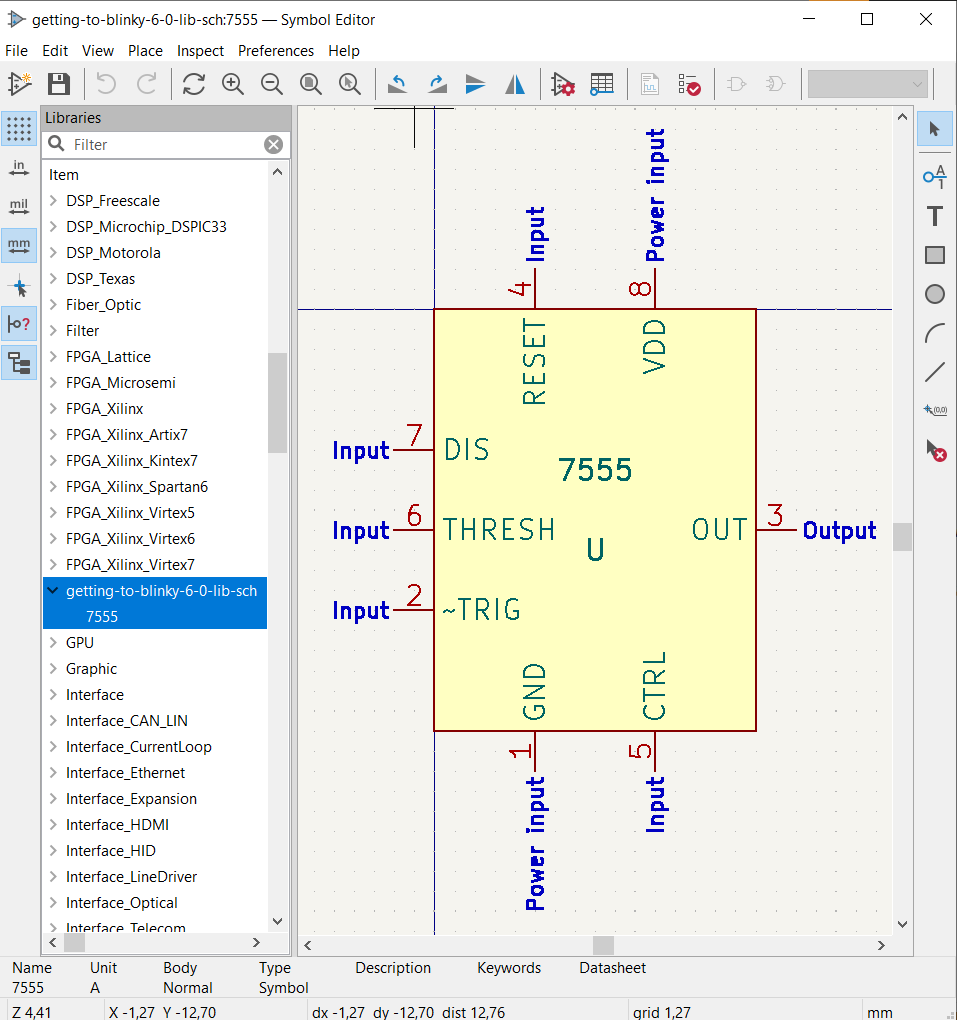 getting-to-blinky-6-0-lib-sch:7555 — Symbol Editor
File Edit View Place Inspect Preferences Help
Libraries
Filter
Item
DSP_Freescale
DSP_Microchip_DSPIC33
DSP_Motorola
DSP_Texas
Fiber_Optic
Filter
FPGA_Lattice
FPGA_Microsemi
FPGA_Xilinx
FPGA_Xilinx_Artix7
FPGA_Xilinx_Kintex7
FPGA_Xilinx_Spartan6
FPGA_Xilinx_Virtex5
FPGA_Xilinx_Virtex6
FPGA_Xilinx_Virtex7
getting-to-blinky-6-0-lib-sch
7555
GPU
Graphic
Interface
Interface_CAN_LIN
Interface_CurrentLoop
Interface_Ethernet
Interface_Expansion
Interface_HDMI
Interface_HID
Interface_LineDriver
Interface_Optical
Interface_Telecom
in
mil
mm
?
Input
4
RESET
Power input
8
VDD
Input 7 DIS
7555
Input 6 THRESH
U
OUT 3 Output
Input 2 ~TRIG
GND
1
Power input
CTRL
5
Input
A
1
T
(0,0)
Name Unit Body Type Description Keywords Datasheet
7555 A Normal Symbol
Z 4,41 X -1,27 Y -12,70 dx -1,27 dy -12,70 dist 12,76 grid 1,27 mm